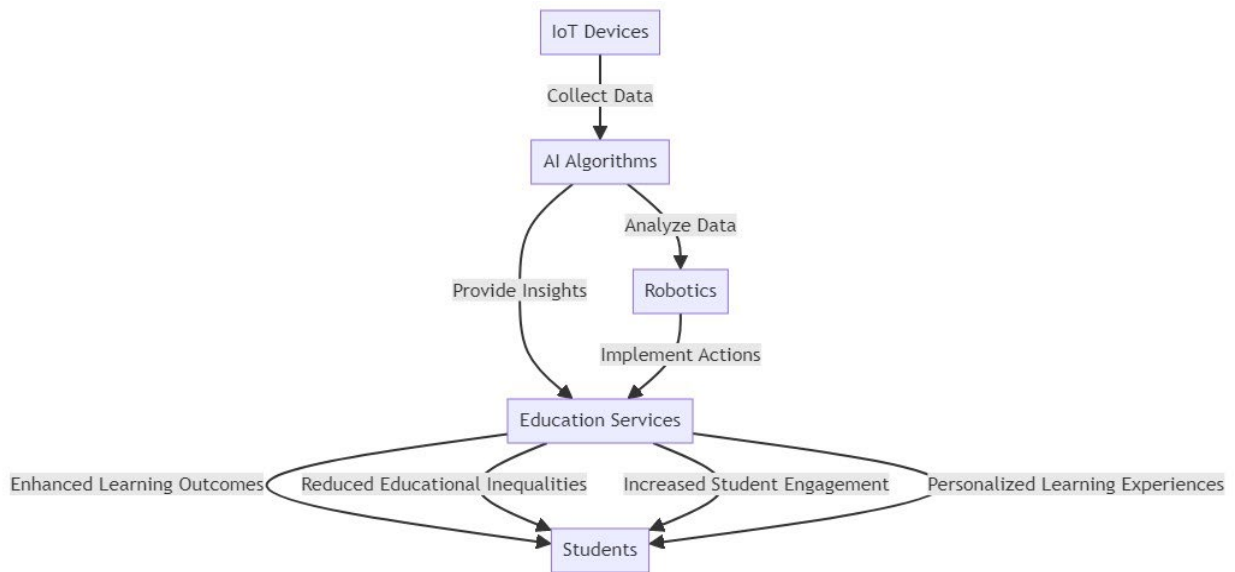 IoT Devices
Collect Data
AI Algorithms
Analyze Data
Provide Insights
Robotics
Implement Actions
Education Services
Enhanced Learning Outcomes
Reduced Educational Inequalities
Increased Student Engagement
Personalized Learning Experiences
Students